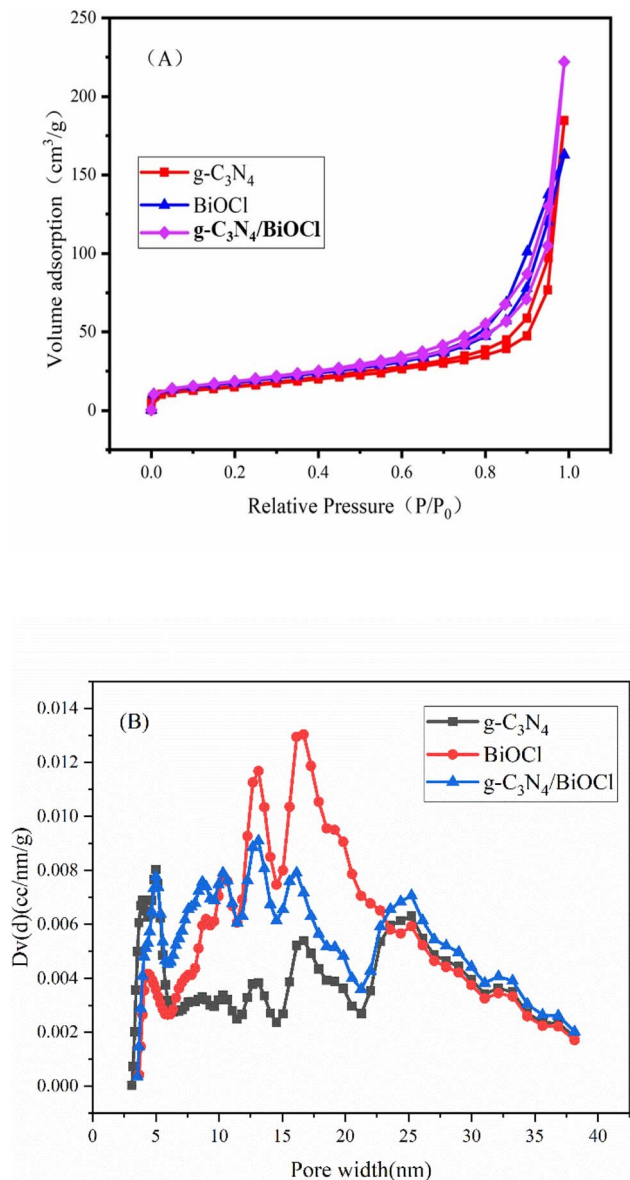 (A)
Volume adsorption（cm³/g）
250
200
150
100
50
0
g-C₃N₄
BiOCl
g-C₃N₄/BiOCl
0.0 0.2 0.4 0.6 0.8 1.0
Relative Pressure（P/P₀）
(B)
Dv(d)(cc/nm/g)
0.014
0.012
0.010
0.008
0.006
0.004
0.002
0.000
g-C₃N₄
BiOCl
g-C₃N₄/BiOCl
0 5 10 15 20 25 30 35 40
Pore width(nm)